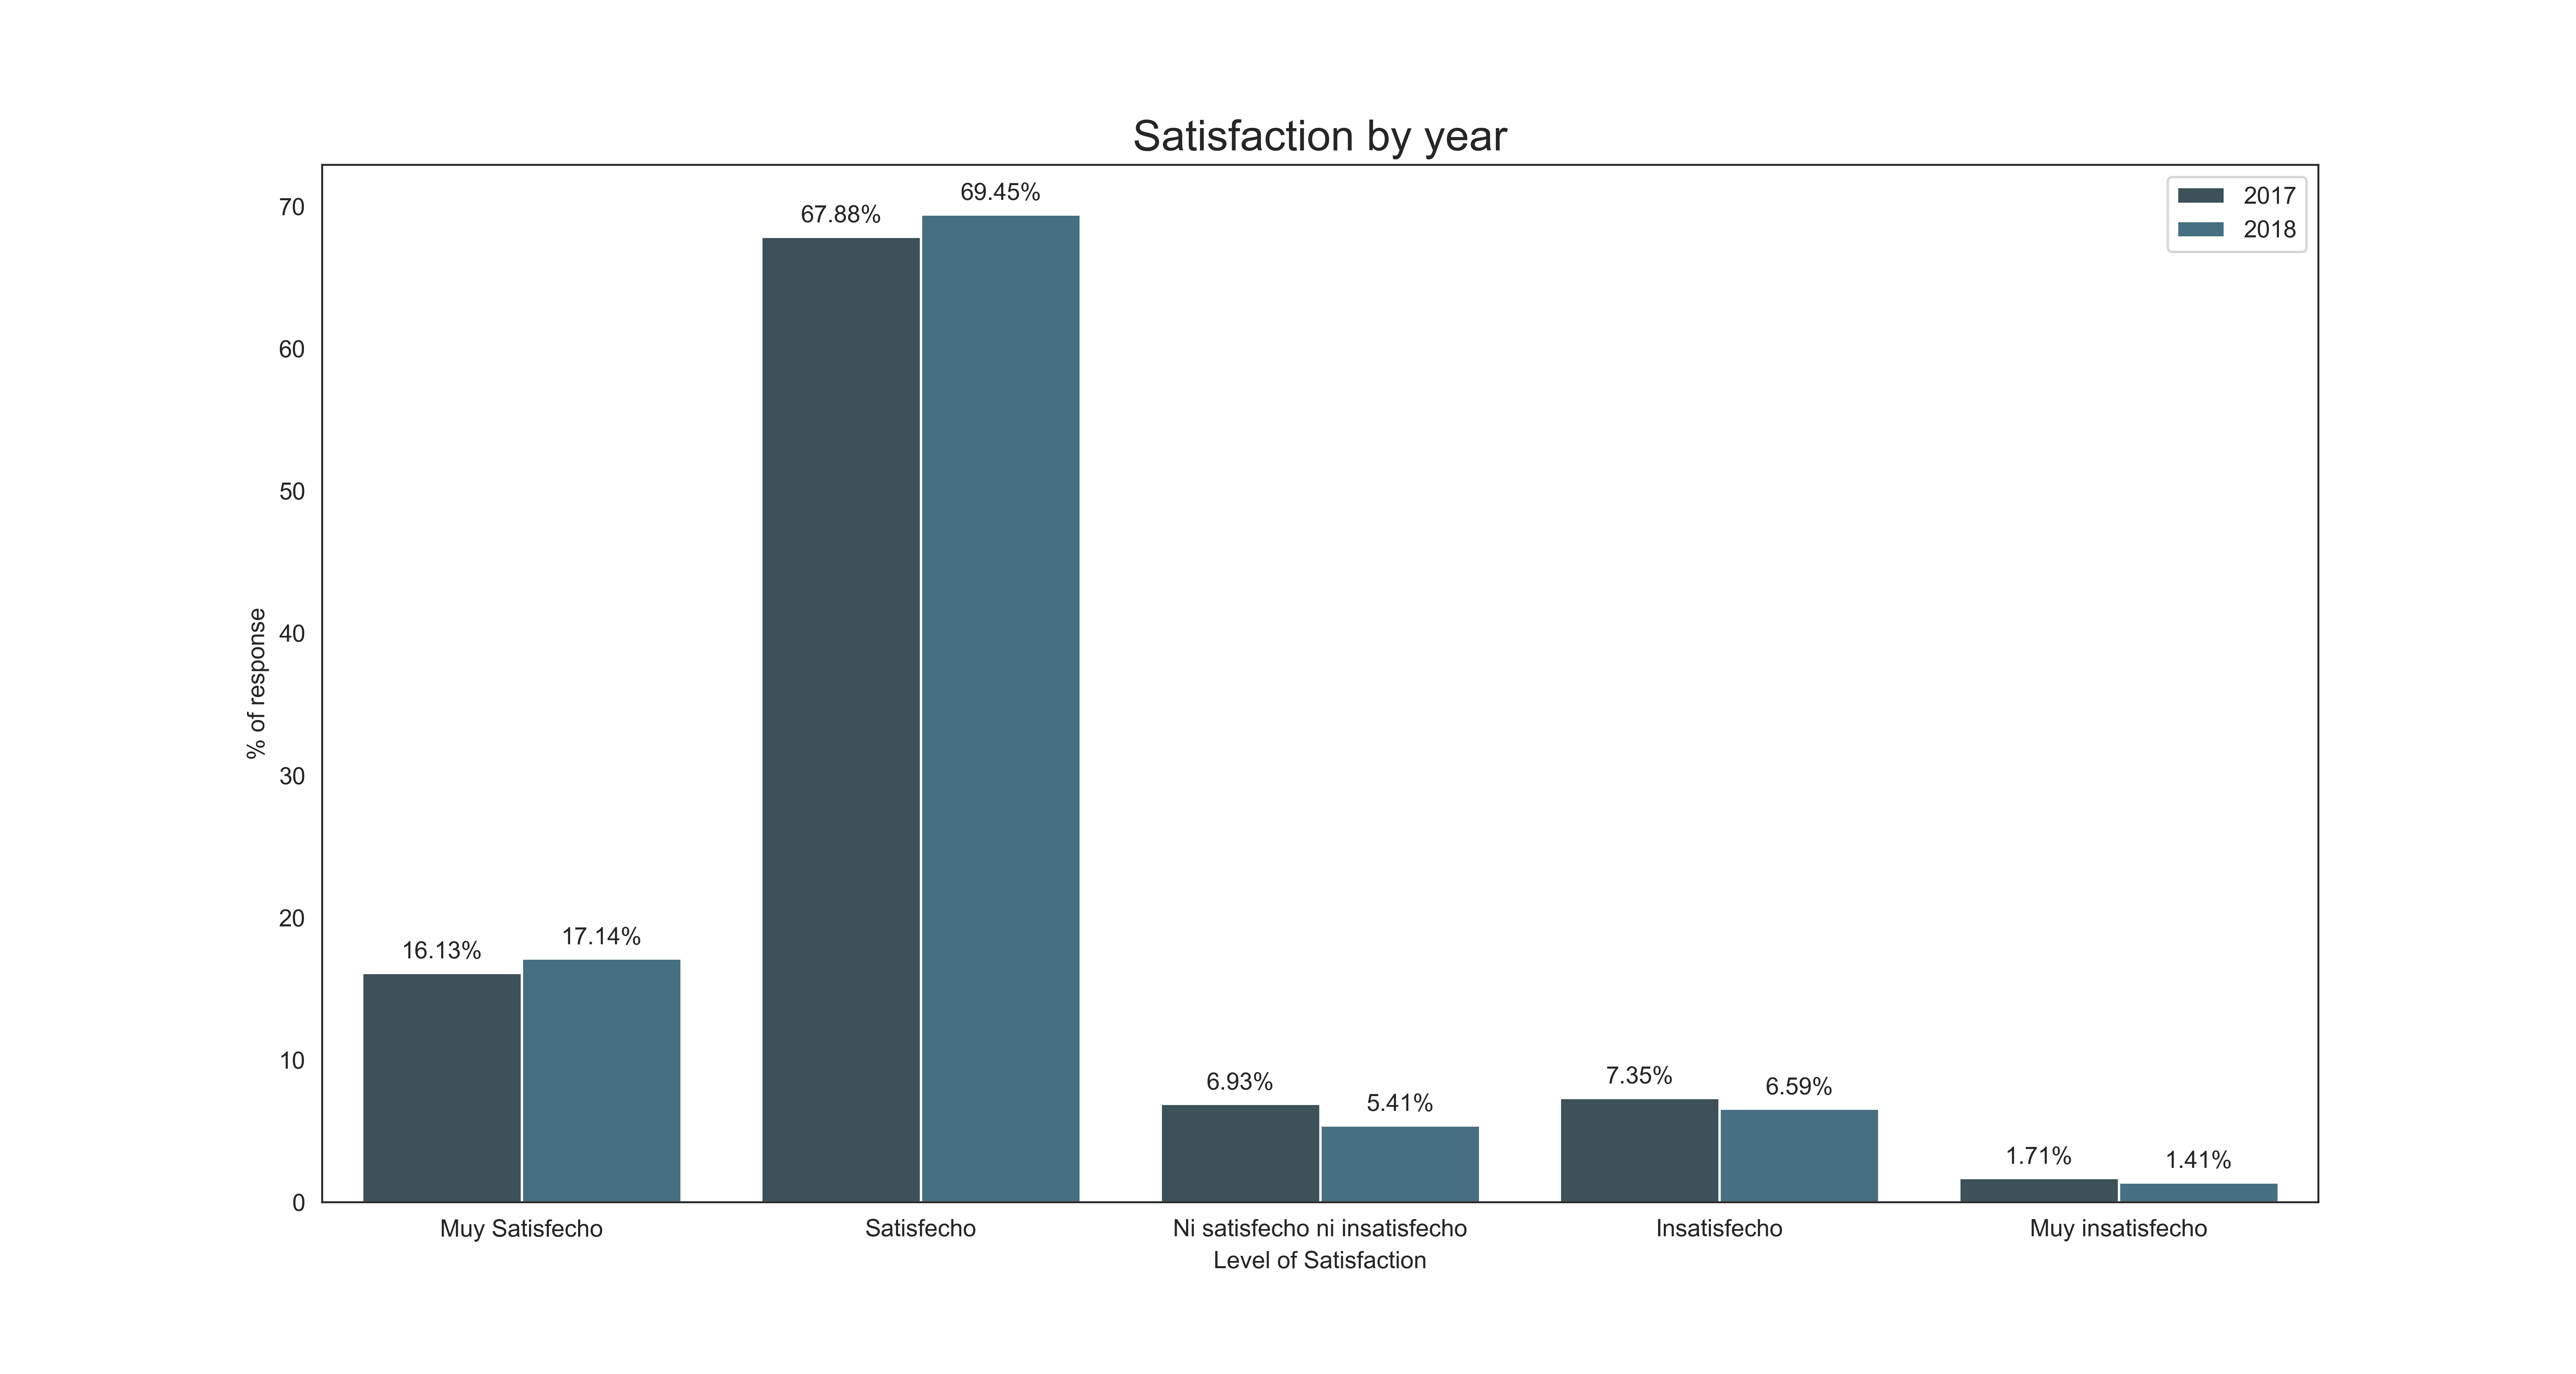 Satisfaction by year
2017
2018
% of response
70
60
50
40
30
20
10
0
16.13%
17.14%
67.88%
69.45%
6.93%
5.41%
7.35%
6.59%
1.71%
1.41%
Muy Satisfecho
Satisfecho
Ni satisfecho ni insatisfecho
Insatisfecho
Muy insatisfecho
Level of Satisfaction